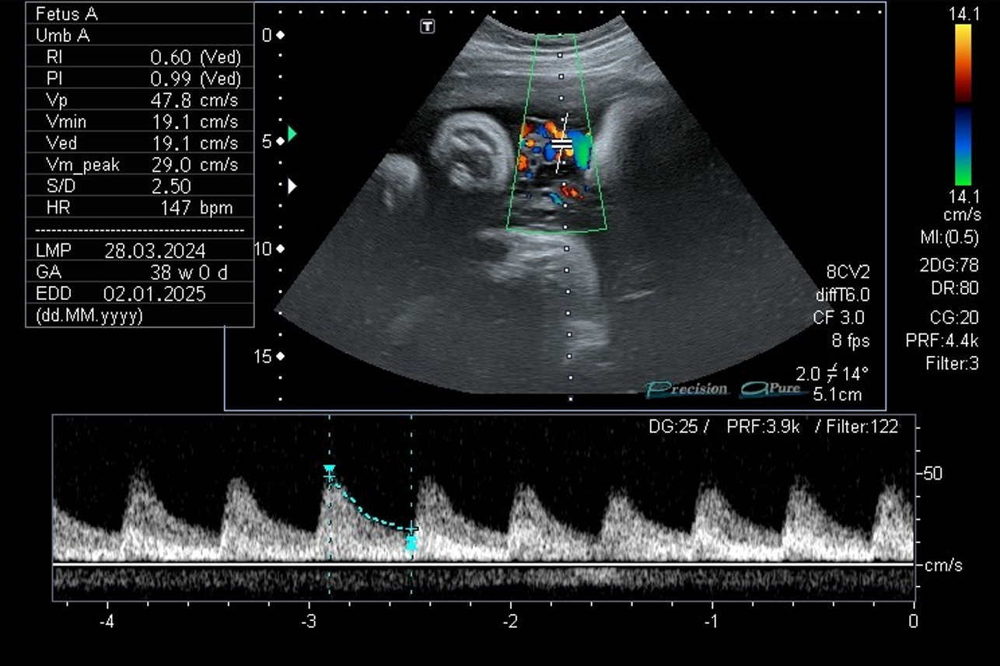 Fetus A
Umb A
RI 0.60 (Ved)
PI 0.99 (Ved)
Vp 47.8 cm/s
Vmin 19.1 cm/s
Ved 19.1 cm/s
Vm_peak 29.0 cm/s
S/D 2.50
HR 147 bpm
LMP 28.03.2024
GA 38 w 0 d
EDD 02.01.2025
(dd.MM.yyyy)
T
0
5
10
15
14.1
14.1
cm/s
MI:(0.5)
2DG:78
DR:80
CG:20
PRF:4.4k
Filter:3
8CV2
diffT6.0
CF 3.0
8 fps
2.0 14°
5.1cm
Precision APure
DG:25 / PRF:3.9k / Filter:122
50
cm/s
-4 -3 -2 -1 0